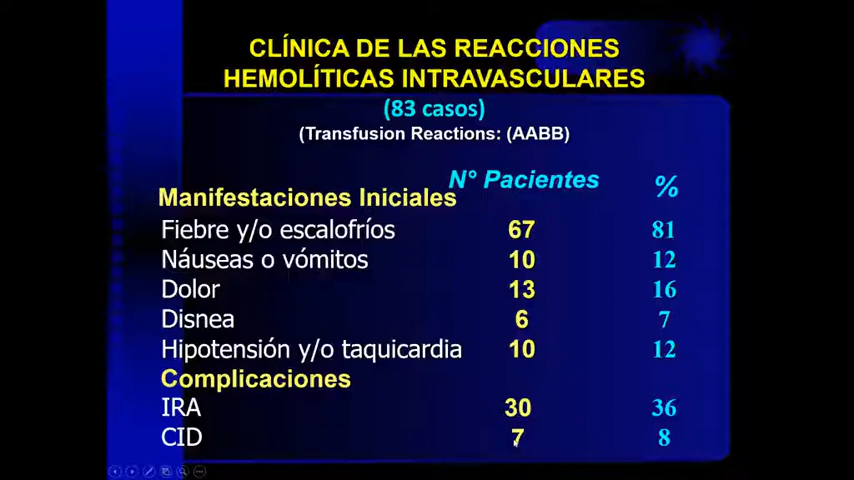 CLÍNICA DE LAS REACCIONES
HEMOLÍTICAS INTRAVASCULARES
(83 casos)
(Transfusion Reactions: (AABB)
N° Pacientes %
Manifestaciones Iniciales
Fiebre y/o escalofríos 67 81
Náuseas o vómitos 10 12
Dolor 13 16
Disnea 6 7
Hipotensión y/o taquicardia 10 12
Complicaciones
IRA 30 36
CID 7 8